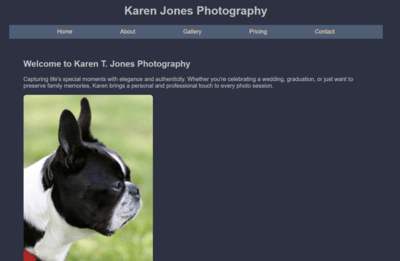 Karen Jones Photography
Home About Gallery Pricing Contact
Welcome to Karen T. Jones Photography
Capturing life's special moments with elegance and authenticity. Whether you're celebrating a wedding, graduation, or just want to
preserve family memories, Karen brings a personal and professional touch to every photo session.